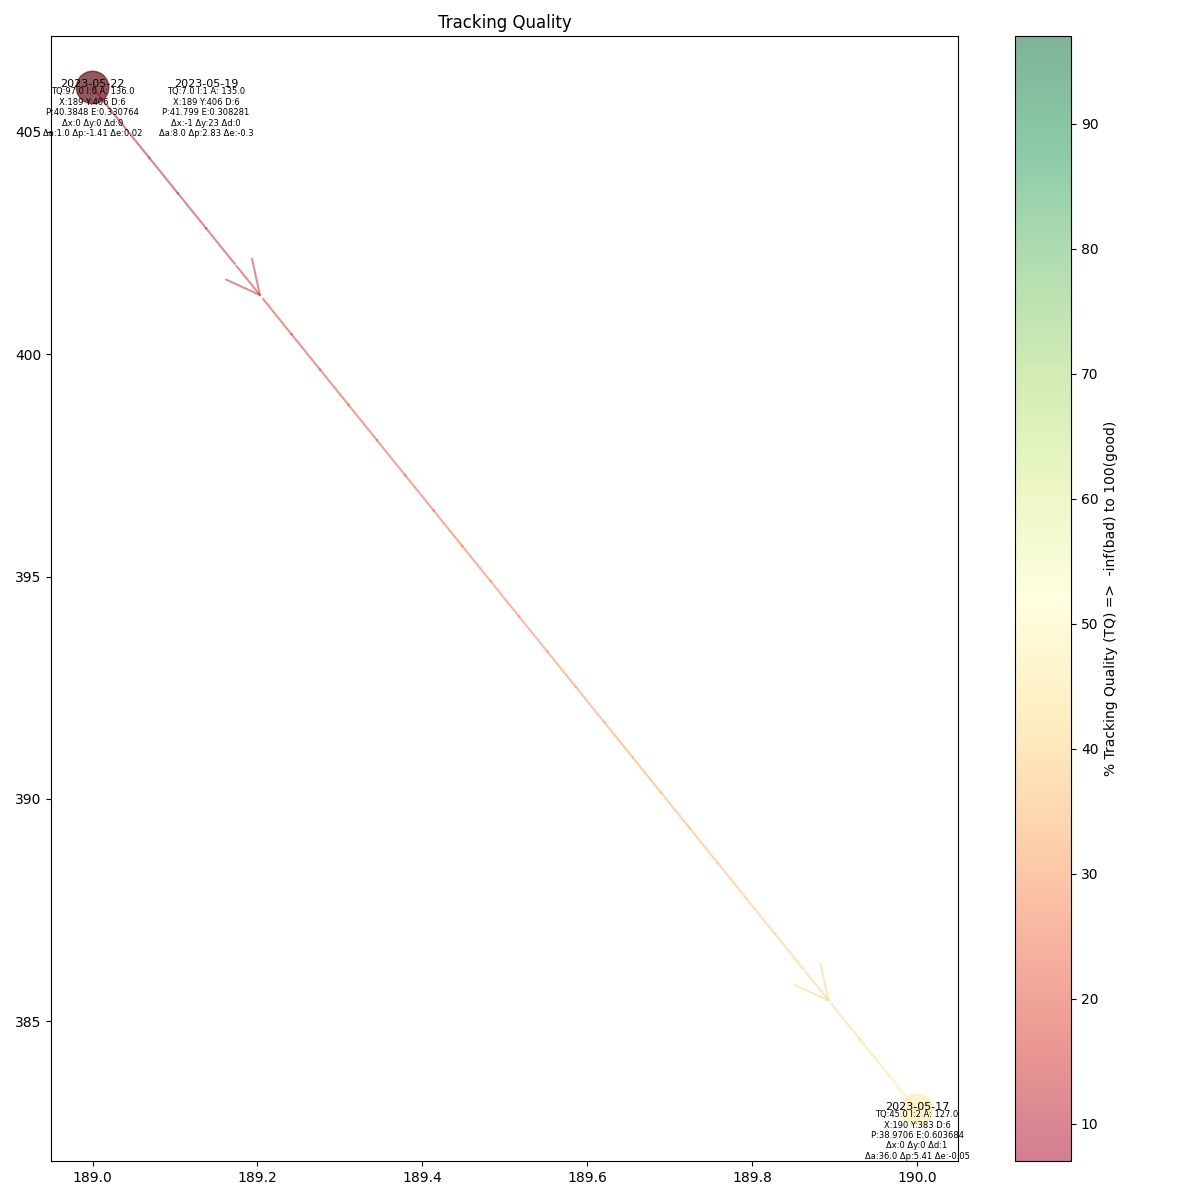 Tracking Quality
2023-05-22
TQ:97.0 I:0 A: 136.0
X:189 Y:406 D:6
P:40.3848 E:0.330764
Δx:0 Δy:0 Δd:0
Δa:1.0 Δp:-1.41 Δe:0.02
2023-05-19
TQ:7.0 I:1 A: 135.0
X:189 Y:406 D:6
P:41.799 E:0.308281
Δx:-1 Δy:23 Δd:0
Δa:8.0 Δp:2.83 Δe:-0.3
405
400
395
390
385
2023-05-17
TQ:45.0 I:2 A: 127.0
X:190 Y:383 D:6
P:38.9706 E:0.603684
Δx:0 Δy:0 Δd:1
Δa:36.0 Δp:5.41 Δe:-0.05
189.0
189.2
189.4
189.6
189.8
190.0
90
80
70
60
50
40
30
20
10
% Tracking Quality (TQ) => -inf(bad) to 100(good)